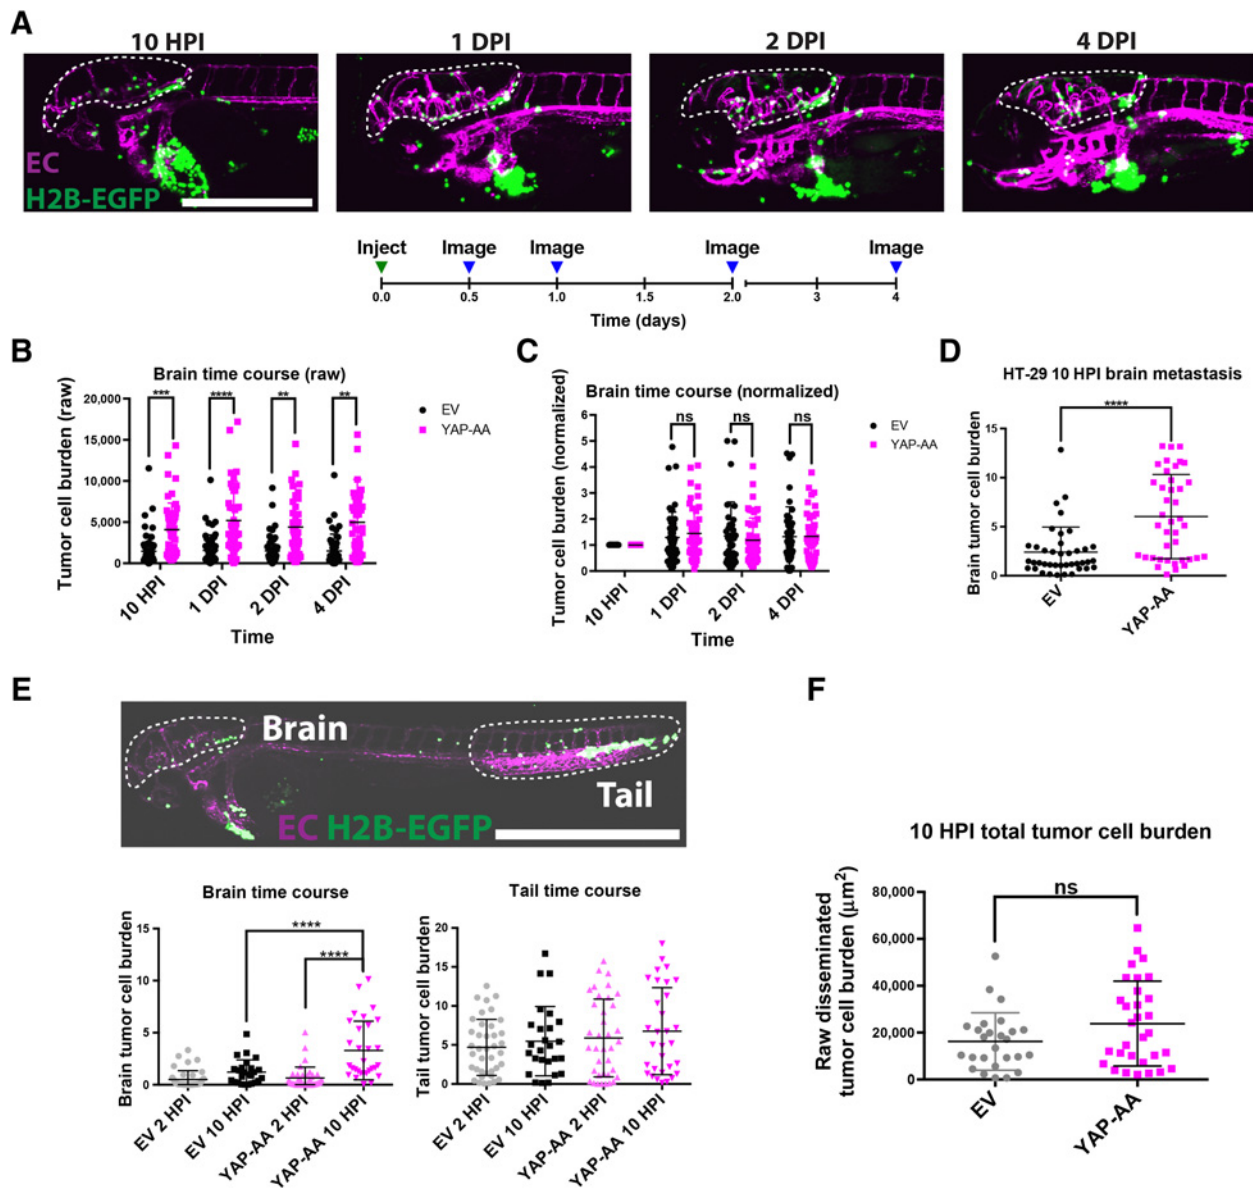 A
10 HPI
1 DPI
2 DPI
4 DPI
EC
H2B-EGFP
Inject
Image
Image
Image
Image
0.0
0.5
1.0
1.5
2.0
3
4
Time (days)
B
Brain time course (raw)
Tumor cell burden (raw)
20,000
15,000
10,000
5,000
0
***
****
**
**
EV
YAP-AA
10 HPI
1 DPI
2 DPI
4 DPI
Time
C
Brain time course (normalized)
Tumor cell burden (normalized)
6
5
4
3
2
1
0
ns
ns
ns
EV
YAP-AA
10 HPI
1 DPI
2 DPI
4 DPI
Time
D
HT-29 10 HPI brain metastasis
Brain tumor cell burden
15
10
5
0
****
EV
YAP-AA
E
Brain
Tail
EC H2B-EGFP
Brain time course
Brain tumor cell burden
15
10
5
0
****
****
EV 2 HPI
EV 10 HPI
YAP-AA 2 HPI
YAP-AA 10 HPI
Tail time course
Tail tumor cell burden
20
15
10
5
0
EV 2 HPI
EV 10 HPI
YAP-AA 2 HPI
YAP-AA 10 HPI
F
10 HPI total tumor cell burden
Raw disseminated
tumor cell burden (μm²)
80,000
60,000
40,000
20,000
0
ns
EV
YAP-AA